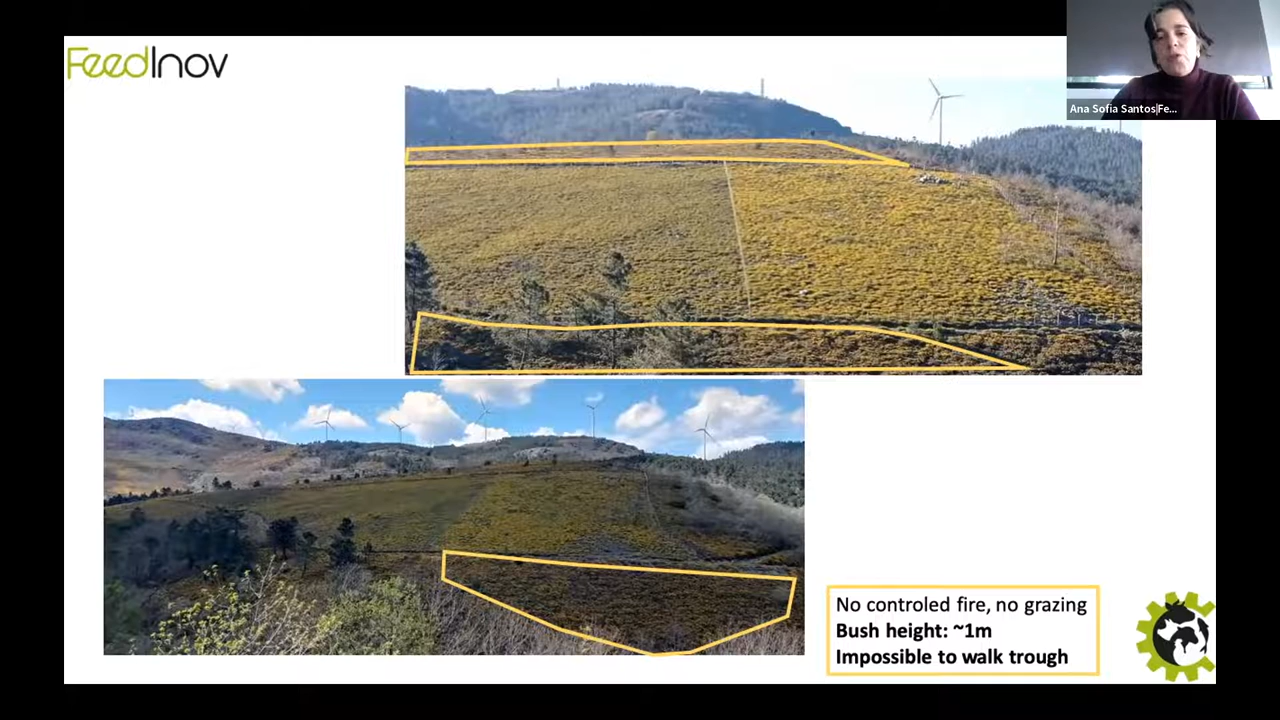 FeedInov
Ana Sofia Santos|Fe...
No controled fire, no grazing
Bush height: ~1m
Impossible to walk trough